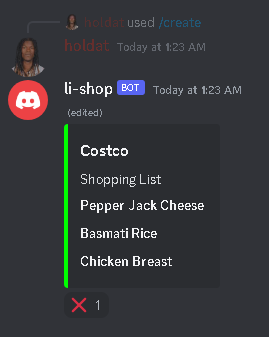 holdat used /create
holdat Today at 1:23 AM
li-shop BOT Today at 1:23 AM
(edited)
Costco
Shopping List
Pepper Jack Cheese
Basmati Rice
Chicken Breast
1